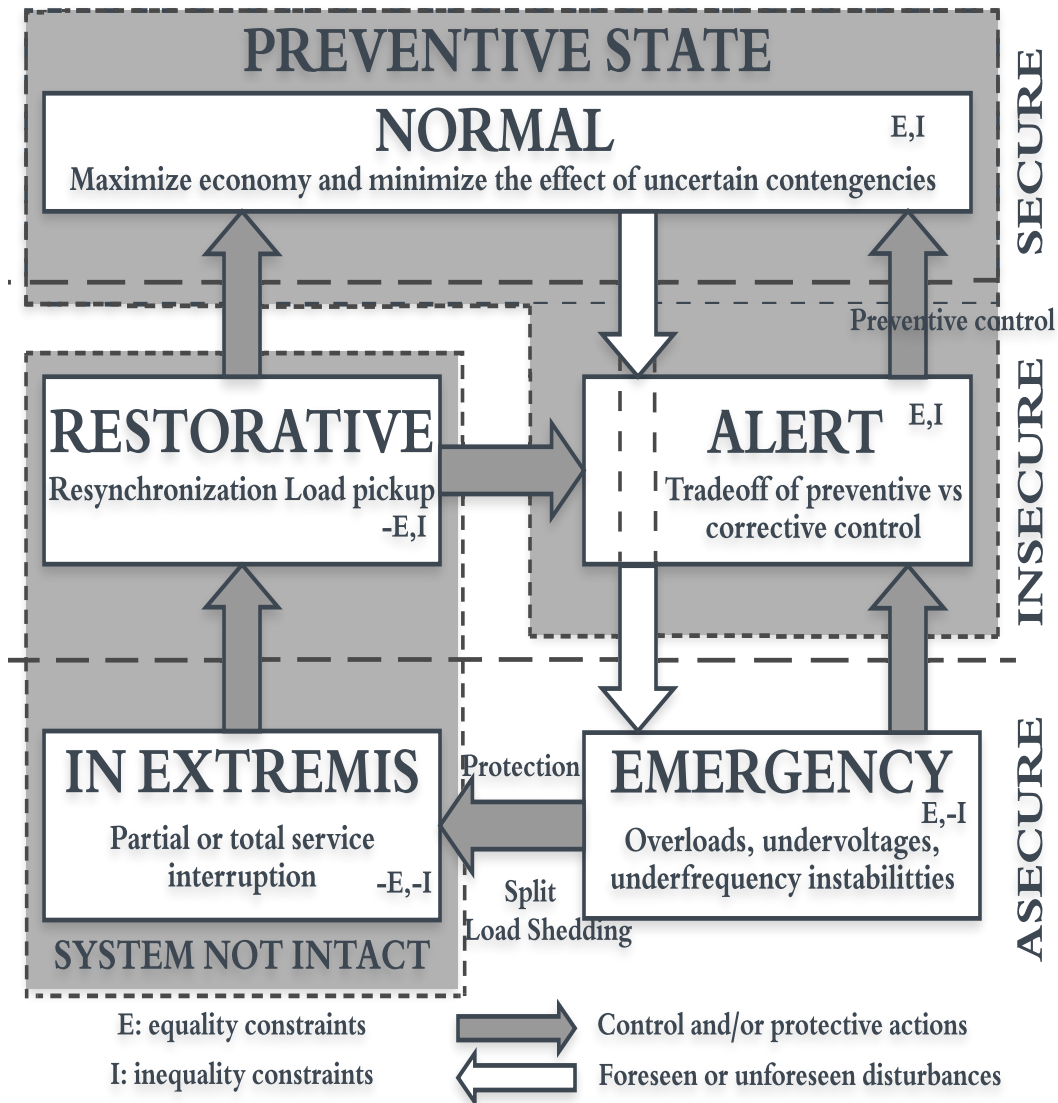 PREVENTIVE STATE
NORMAL
E,I
Maximize economy and minimize the effect of uncertain contengencies
SECURE
Preventive control
RESTORATIVE
Resynchronization Load pickup
-E,I
ALERT
E,I
Tradeoff of preventive vs
corrective control
INSECURE
IN EXTREMIS
Partial or total service
interruption
-E,-I
SYSTEM NOT INTACT
Protection
Split
Load Shedding
EMERGENCY
E,-I
Overloads, undervoltages,
underfrequency instabilitties
ASECURE
E: equality constraints
Control and/or protective actions
I: inequality constraints
Foreseen or unforeseen disturbances